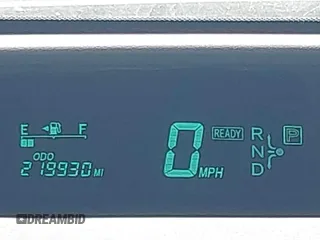 E F
ODO
219930 MI
0 MPH
READY
R P
N
D
DREAMBID